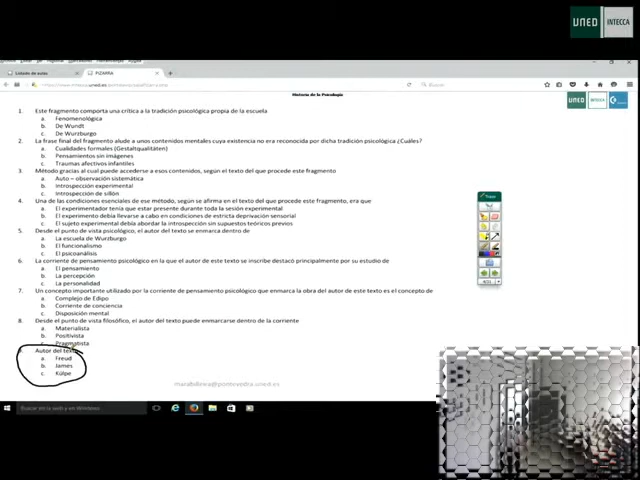 UNED INTECCA
Listado de aulas
PIZARRA
Buscar
Historia de la Psicología
UNED INTECCA
1. Este fragmento comporta una crítica a la tradición psicológica propia de la escuela
a. Fenomenológica
b. De Wundt
c. De Wurzburgo
2. La frase final del fragmento alude a unos contenidos mentales cuya existencia no era reconocida por dicha tradición psicológica ¿Cuáles?
a. Cualidades formales (Gestaltqualitäten)
b. Pensamientos sin imágenes
c. Traumas afectivos infantiles
3. Método gracias al cual puede accederse a esos contenidos, según el texto del que procede este fragmento
a. Auto – observación sistemática
b. Introspección experimental
c. Introspección de sillón
4. Una de las condiciones esenciales de ese método, según se afirma en el texto del que procede este fragmento, era que
a. El experimentador tenía que estar presente durante toda la sesión experimental
b. El experimento debía llevarse a cabo en condiciones de estricta deprivación sensorial
c. El sujeto experimental debía abordar la introspección sin supuestos teóricos previos
5. Desde el punto de vista psicológico, el autor del texto se enmarca dentro de
a. La escuela de Wurzburgo
b. El funcionalismo
c. El psicoanálisis
6. La corriente de pensamiento psicológico en la que el autor de este texto se inscribe destacó principalmente por su estudio de
a. El pensamiento
b. La percepción
c. La personalidad
7. Un concepto importante utilizado por la corriente de pensamiento psicológico que enmarca la obra del autor de este texto es el concepto de
a. Complejo de Edipo
b. Corriente de conciencia
c. Disposición mental
8. Desde el punto de vista filosófico, el autor del texto puede enmarcarse dentro de la corriente
a. Materialista
b. Positivista
c. Pragmatista
Autor del texto
a. Freud
b. James
c. Külpe
Trazo
Buscar en la web y en Windows